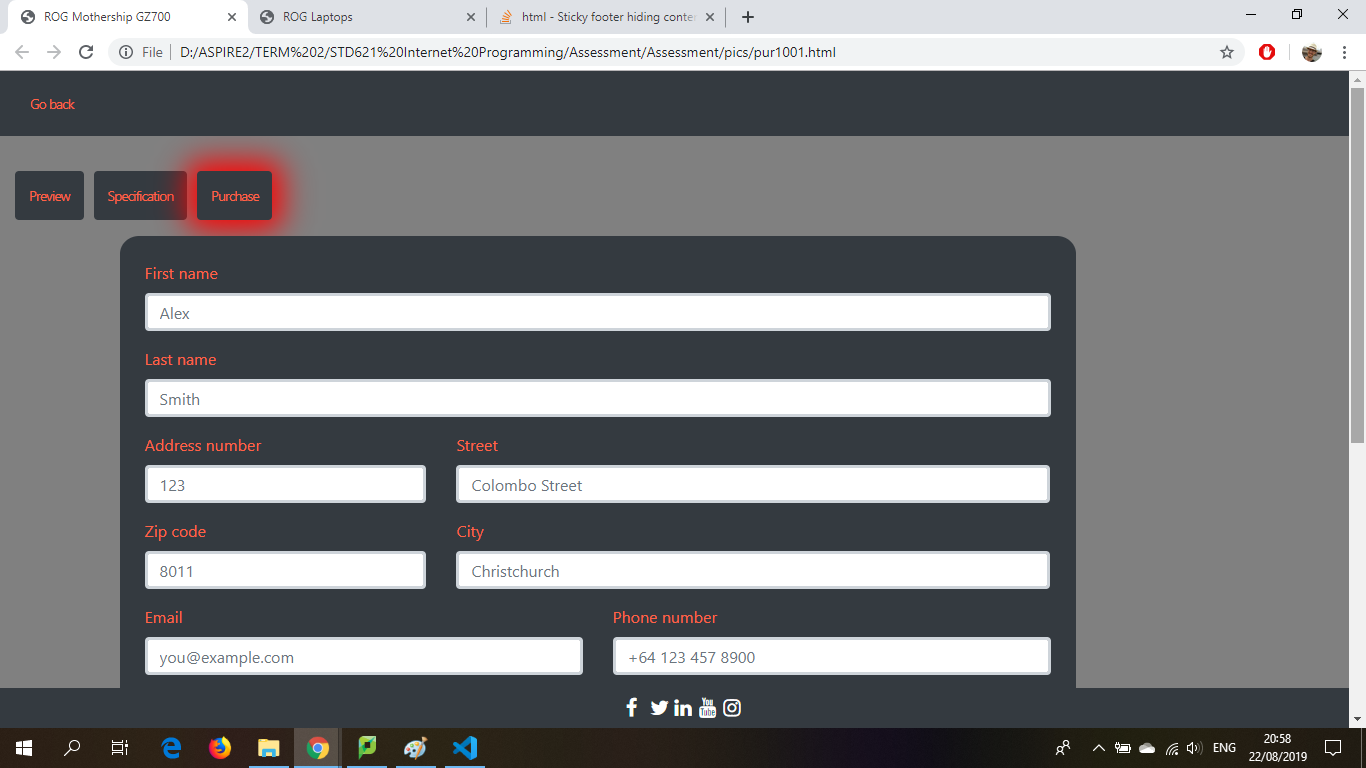 ROG Mothership GZ700
ROG Laptops
html - Sticky footer hiding conte
File
D:/ASPIRE2/TERM%202/STD621%20Internet%20Programming/Assessment/Assessment/pics/pur1001.html
Go back
Preview Specification Purchase
First name
Alex
Last name
Smith
Address number Street
123 Colombo Street
Zip code City
8011 Christchurch
Email Phone number
you@example.com +64 123 457 8900
You
Tube
ENG
20:58
22/08/2019